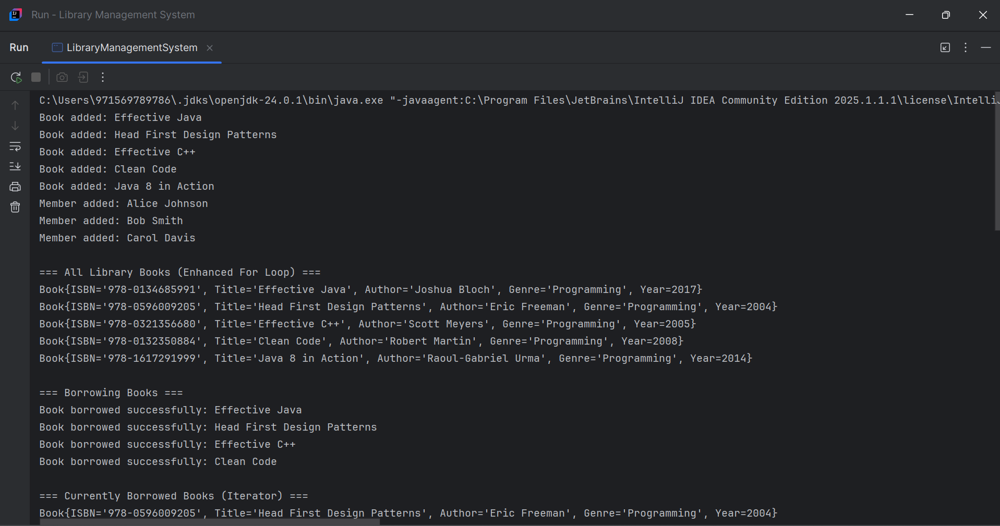 Run - Library Management System
Run LibraryManagementSystem
C:\Users\971569789786\.jdks\openjdk-24.0.1\bin\java.exe "-javaagent:C:\Program Files\JetBrains\IntelliJ IDEA Community Edition 2025.1.1.1\license\IntelliJ
Book added: Effective Java
Book added: Head First Design Patterns
Book added: Effective C++
Book added: Clean Code
Book added: Java 8 in Action
Member added: Alice Johnson
Member added: Bob Smith
Member added: Carol Davis
=== All Library Books (Enhanced For Loop) ===
Book{ISBN='978-0134685991', Title='Effective Java', Author='Joshua Bloch', Genre='Programming', Year=2017}
Book{ISBN='978-0596009205', Title='Head First Design Patterns', Author='Eric Freeman', Genre='Programming', Year=2004}
Book{ISBN='978-0321356680', Title='Effective C++', Author='Scott Meyers', Genre='Programming', Year=2005}
Book{ISBN='978-0132350884', Title='Clean Code', Author='Robert Martin', Genre='Programming', Year=2008}
Book{ISBN='978-1617291999', Title='Java 8 in Action', Author='Raoul-Gabriel Urma', Genre='Programming', Year=2014}
=== Borrowing Books ===
Book borrowed successfully: Effective Java
Book borrowed successfully: Head First Design Patterns
Book borrowed successfully: Effective C++
Book borrowed successfully: Clean Code
=== Currently Borrowed Books (Iterator) ===
Book{ISBN='978-0596009205', Title='Head First Design Patterns', Author='Eric Freeman', Genre='Programming', Year=2004}